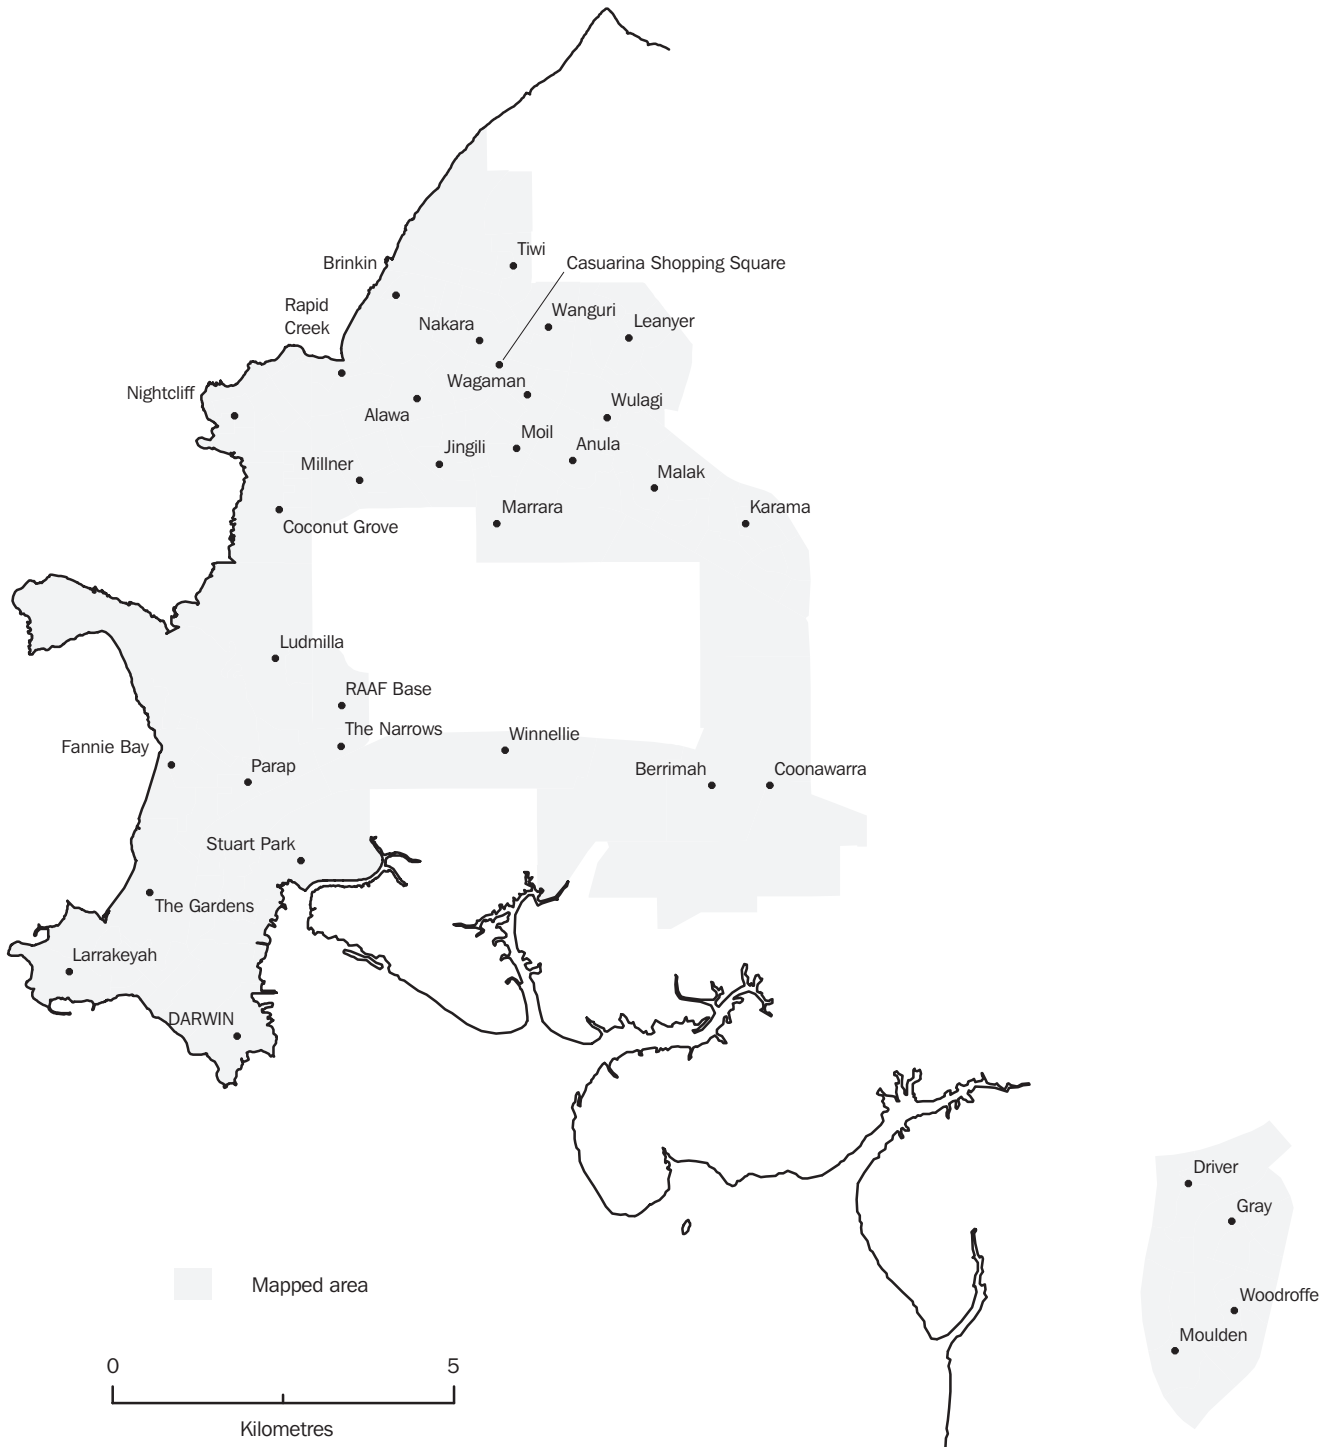 Tiwi
Brinkin
Casuarina Shopping Square
Rapid
Creek
Wanguri
Nakara
Leanyer
Wagaman
Nightcliff
Wulagi
Alawa
Moil
Anula
Jingili
Millner
Malak
Marrara
Karama
Coconut Grove
Ludmilla
RAAF Base
The Narrows
Winnellie
Fannie Bay
Parap
Berrimah
Coonawarra
Stuart Park
The Gardens
Larrakeyah
DARWIN
Driver
Gray
Mapped area
Woodroffe
Moulden
0 5
Kilometres